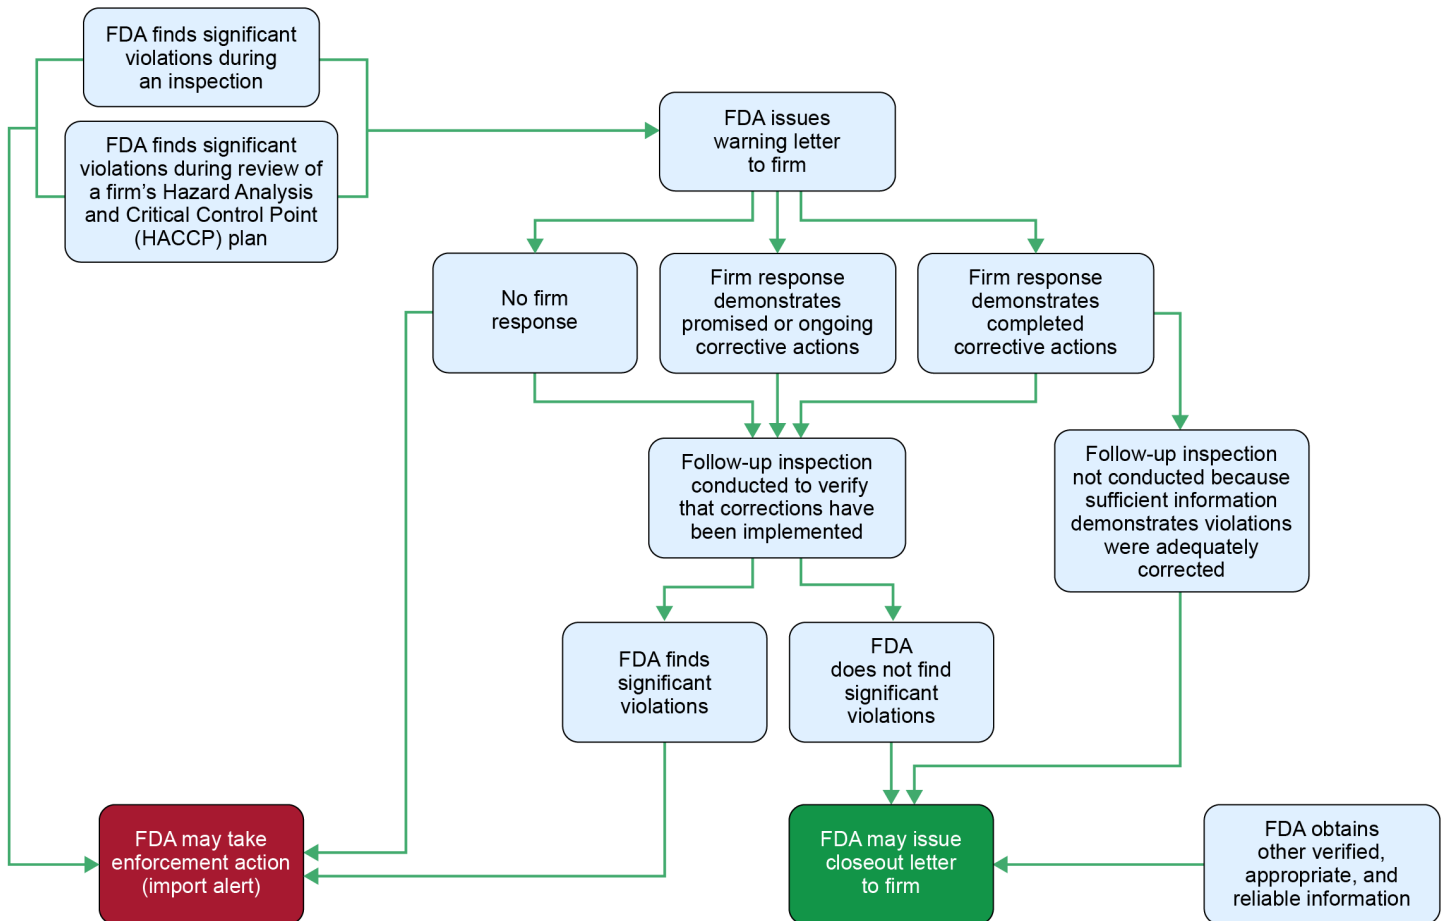 FDA finds significant
violations during
an inspection
FDA finds significant
violations during review of
a firm’s Hazard Analysis
and Critical Control Point
(HACCP) plan
FDA issues
warning letter
to firm
No firm
response
Firm response
demonstrates
promised or ongoing
corrective actions
Firm response
demonstrates
completed
corrective actions
Follow-up inspection
conducted to verify
that corrections have
been implemented
Follow-up inspection
not conducted because
sufficient information
demonstrates violations
were adequately
corrected
FDA finds
significant
violations
FDA
does not find
significant
violations
FDA may take
enforcement action
(import alert)
FDA may issue
closeout letter
to firm
FDA obtains
other verified,
appropriate, and
reliable information